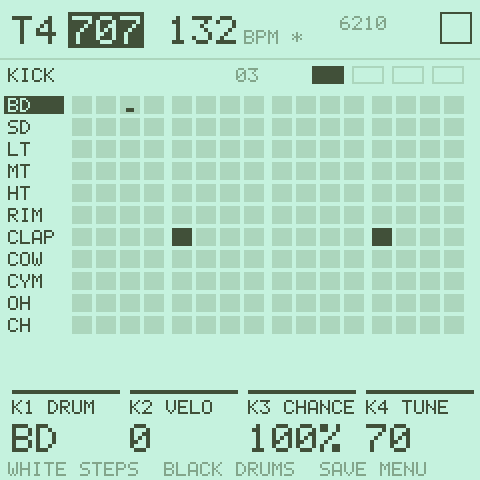 T4 707 132 BPM * 6210
KICK 03
BD
SD
LT
MT
HT
RIM
CLAP
COW
CYM
OH
CH
K1 DRUM K2 VELO K3 CHANCE K4 TUNE
BD 0 100% 70
WHITE STEPS BLACK DRUMS SAVE MENU